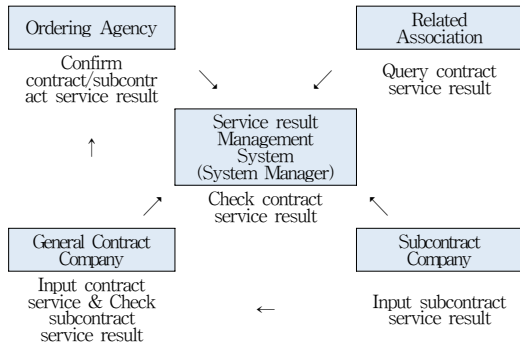 Ordering Agency
Confirm
contract/subcontr
act service result
Related
Association
Query contract
service result
Service result
Management
System
(System Manager)
Check contract
service result
General Contract
Company
Input contract
service & Check
subcontract
service result
Subcontract
Company
Input subcontract
service result